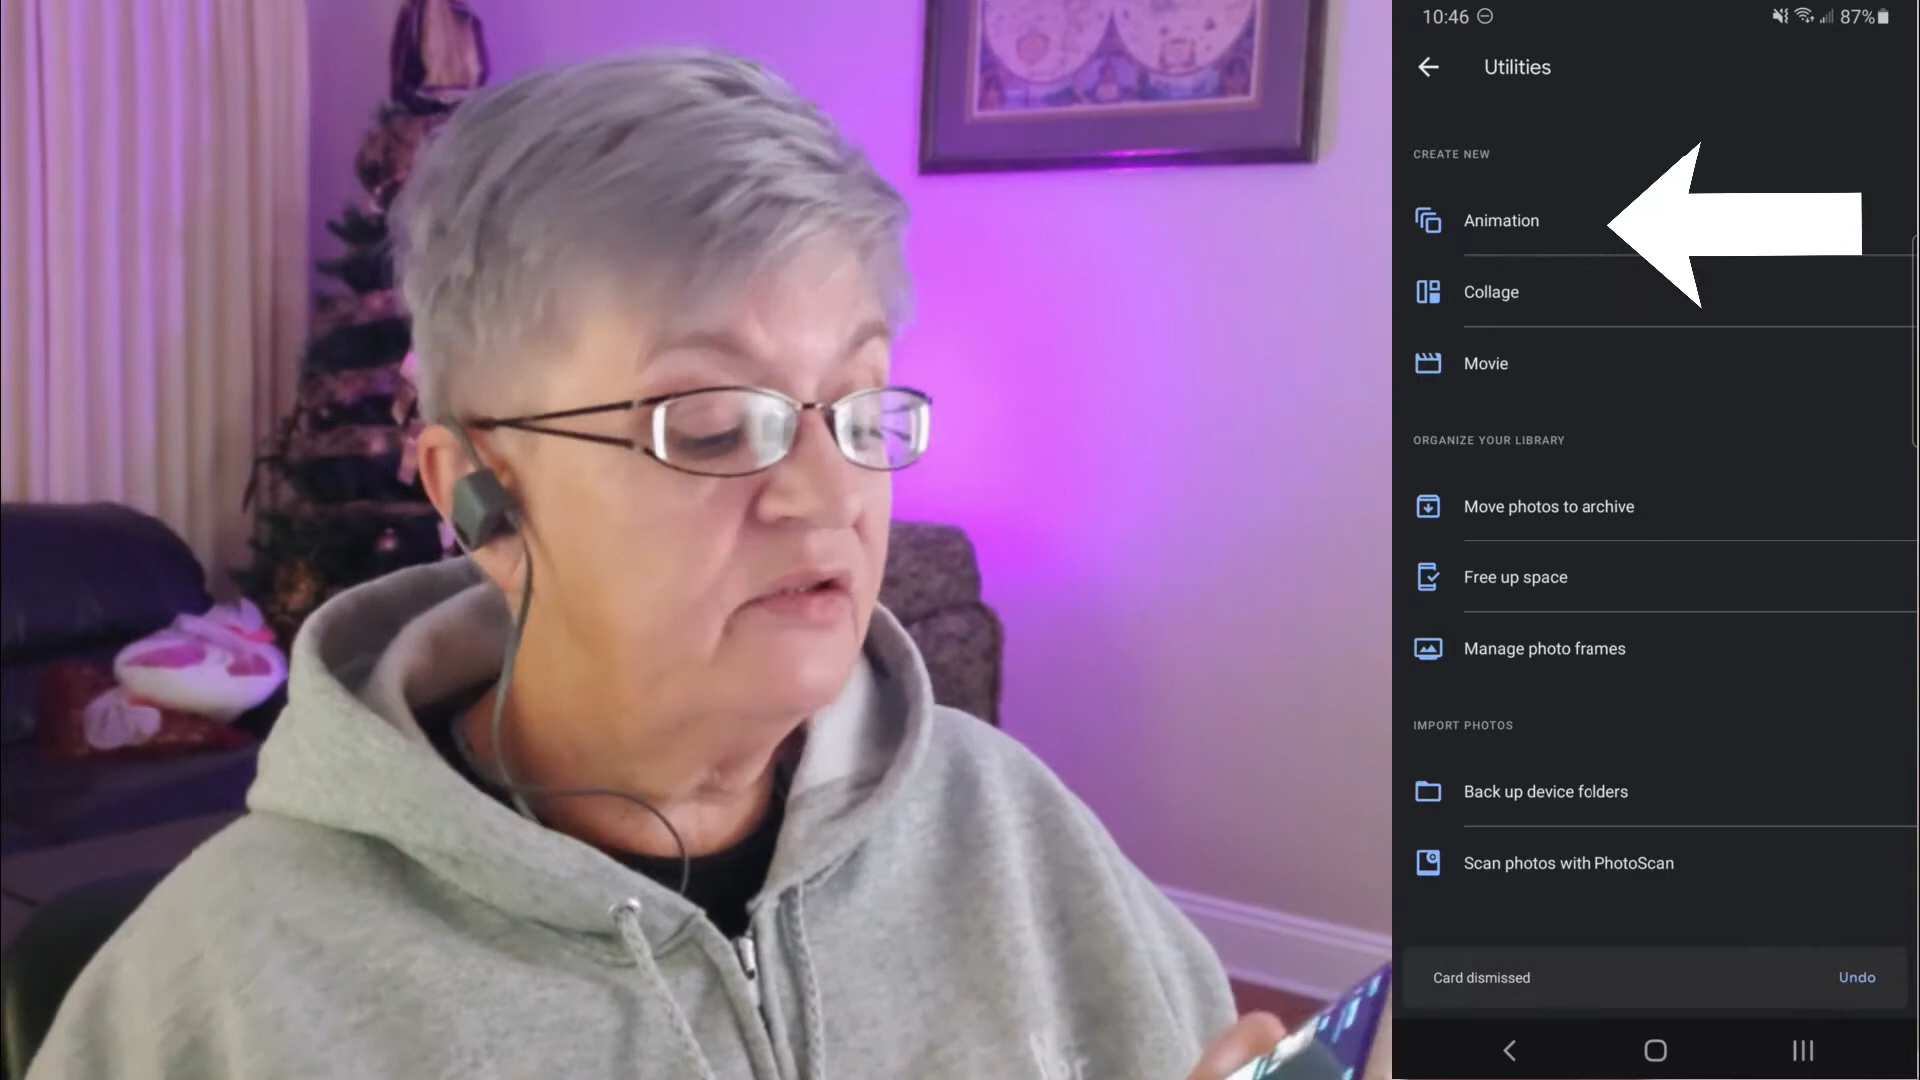 10:46 87%
Utilities
CREATE NEW
Animation
Collage
Movie
ORGANIZE YOUR LIBRARY
Move photos to archive
Free up space
Manage photo frames
IMPORT PHOTOS
Back up device folders
Scan photos with PhotoScan
Card dismissed Undo